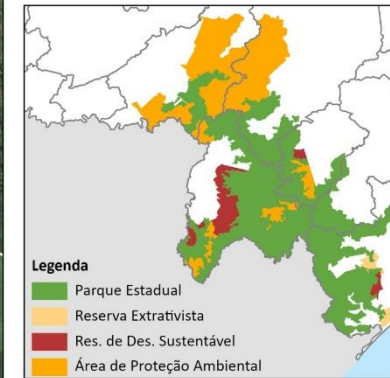 Legenda
Parque Estadual
Reserva Extrativista
Res. de Des. Sustentável
Área de Proteção Ambiental